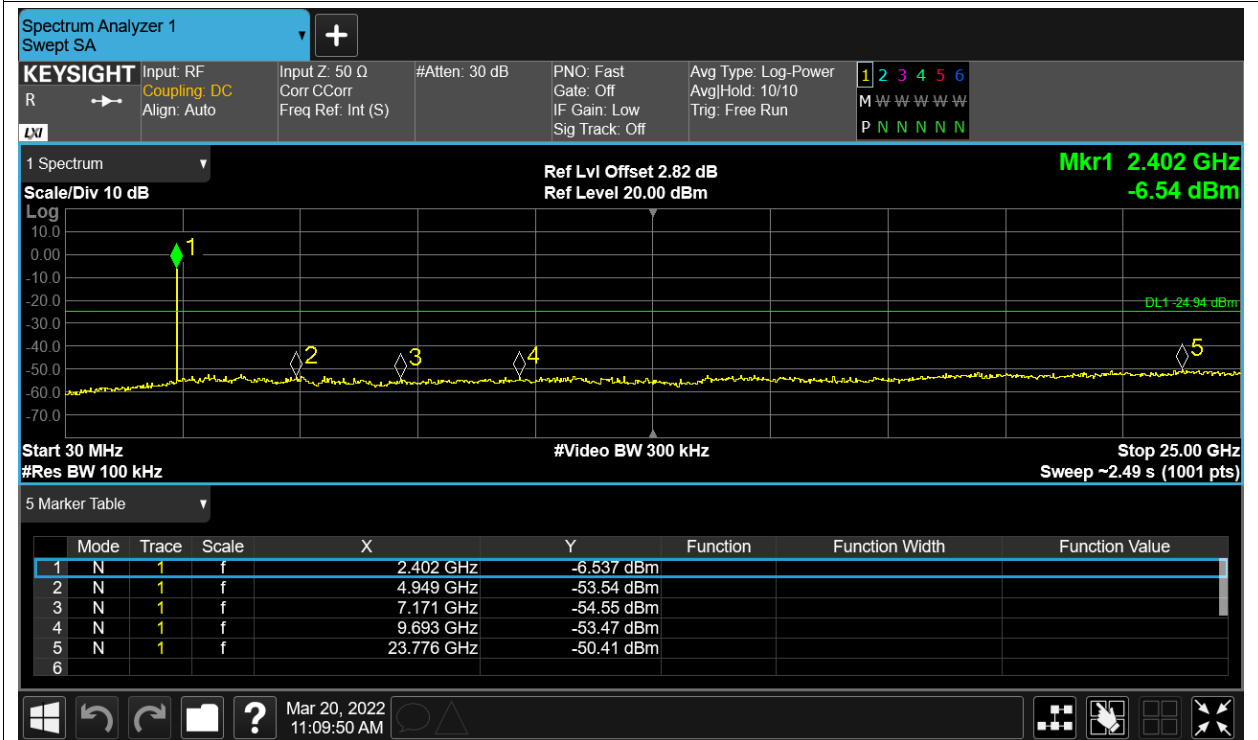 Spectrum Analyzer 1
Swept SA
+
KEYSIGHT Input: RF Input Z: 50 Ω #Atten: 30 dB PNO: Fast Avg Type: Log-Power 1 2 3 4 5 6
R Coupling: DC Corr CCorr Gate: Off Avg|Hold: 10/10 M W W W W W
Align: Auto Freq Ref: Int (S) IF Gain: Low Trig: Free Run
LXI Sig Track: Off P N N N N N
1 Spectrum
Ref Lvl Offset 2.82 dB
Mkr1 2.402 GHz
Scale/Div 10 dB
Ref Level 20.00 dBm
-6.54 dBm
Log
10.0
0.00
-10.0
-20.0
-30.0
-40.0
-50.0
-60.0
-70.0
1
DL1 -24.94 dBm
2
3
4
5
Start 30 MHz #Video BW 300 kHz Stop 25.00 GHz
#Res BW 100 kHz Sweep ~2.49 s (1001 pts)
5 Marker Table
Mode Trace Scale X Y Function Function Width Function Value
1 N 1 f 2.402 GHz -6.537 dBm
2 N 1 f 4.949 GHz -53.54 dBm
3 N 1 f 7.171 GHz -54.55 dBm
4 N 1 f 9.693 GHz -53.47 dBm
5 N 1 f 23.776 GHz -50.41 dBm
6
?
Mar 20, 2022
11:09:50 AM